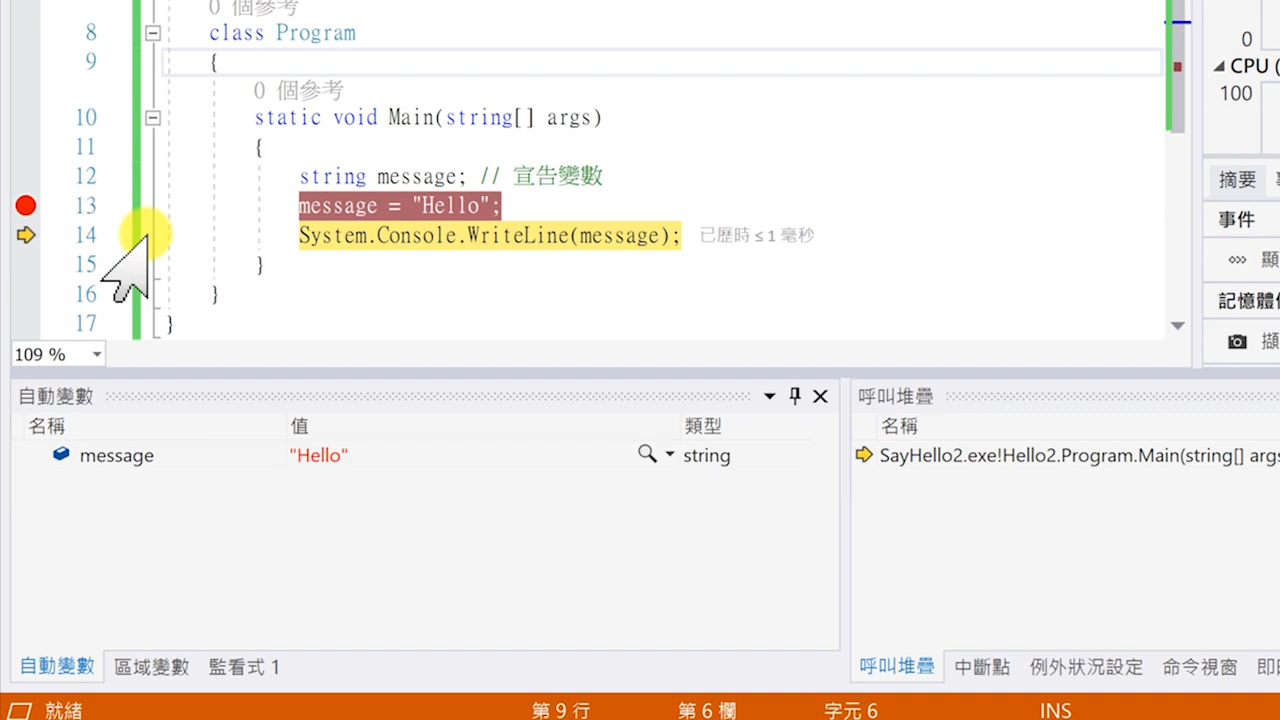 0 個參考
8 class Program
9 {
0 個參考
10 static void Main(string[] args)
11 {
12 string message; // 宣告變數
13 message = "Hello";
14 System.Console.WriteLine(message); 已歷時 ≤ 1 毫秒
15 }
16 }
17 }
109 %
0
CPU (
100
摘要
事件
顯
記憶體
擷
自動變數
名稱 值 類型
message "Hello" string
自動變數 區域變數 監看式 1
呼叫堆疊
名稱
SayHello2.exe!Hello2.Program.Main(string[] args
呼叫堆疊 中斷點 例外狀況設定 命令視窗 即
就緒 第 9 行 第 6 欄 字元 6 INS